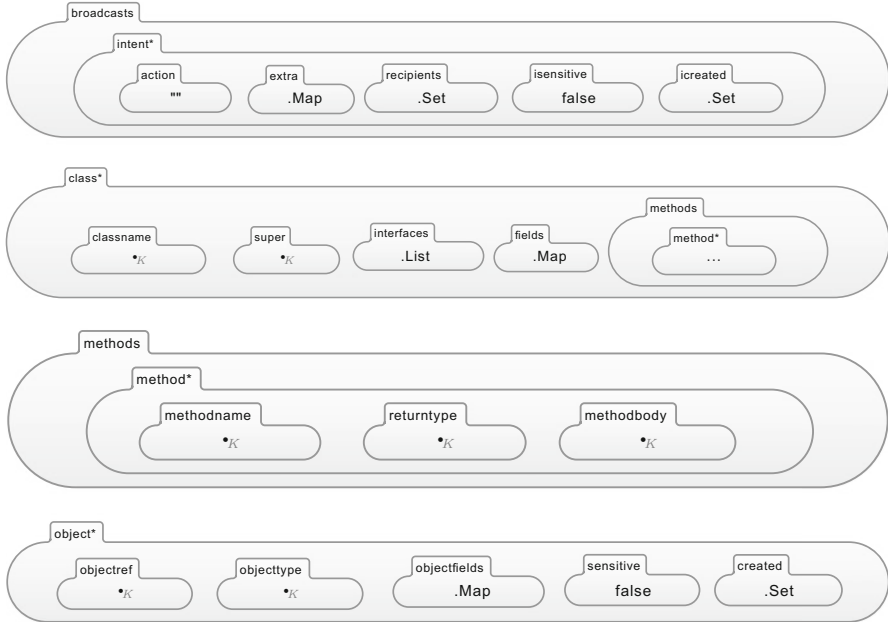 broadcasts
intent*
action extra recipients isensitive icreated
"" .Map .Set false .Set
class*
methods
classname super interfaces fields method*
•K •K .List .Map ...
methods
method*
methodname returntype methodbody
•K •K •K
object*
objectref objecttype objectfields sensitive created
•K •K .Map false .Set